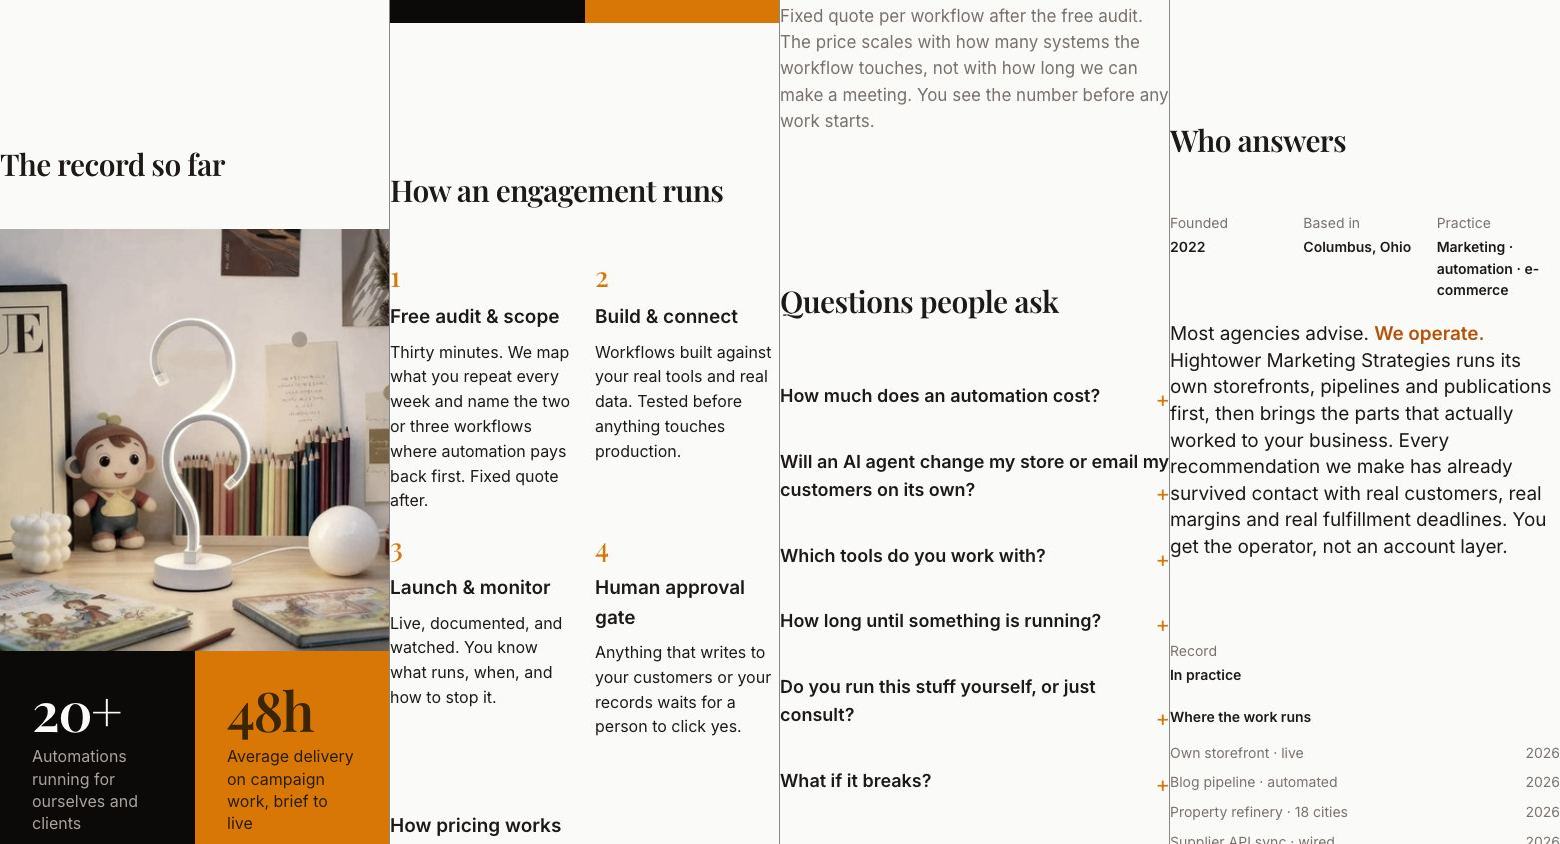 The record so far
UE
20+
Automations
running for
ourselves and
clients
48h
Average delivery
on campaign
work, brief to
live
How an engagement runs
1
Free audit & scope
Thirty minutes. We map
what you repeat every
week and name the two
or three workflows
where automation pays
back first. Fixed quote
after.
2
Build & connect
Workflows built against
your real tools and real
data. Tested before
anything touches
production.
3
Launch & monitor
Live, documented, and
watched. You know
what runs, when, and
how to stop it.
4
Human approval
gate
Anything that writes to
your customers or your
records waits for a
person to click yes.
How pricing works
Fixed quote per workflow after the free audit.
The price scales with how many systems the
workflow touches, not with how long we can
make a meeting. You see the number before any
work starts.
Questions people ask
How much does an automation cost?
+
Will an AI agent change my store or email my
customers on its own?
+
Which tools do you work with?
+
How long until something is running?
+
Do you run this stuff yourself, or just
consult?
+
What if it breaks?
+
Who answers
Founded
2022
Based in
Columbus, Ohio
Practice
Marketing ·
automation · e-
commerce
Most agencies advise. We operate.
Hightower Marketing Strategies runs its
own storefronts, pipelines and publications
first, then brings the parts that actually
worked to your business. Every
recommendation we make has already
survived contact with real customers, real
margins and real fulfillment deadlines. You
get the operator, not an account layer.
Record
In practice
Where the work runs
Own storefront · live 2026
Blog pipeline · automated 2026
Property refinery · 18 cities 2026
Supplier API sync · wired 2026